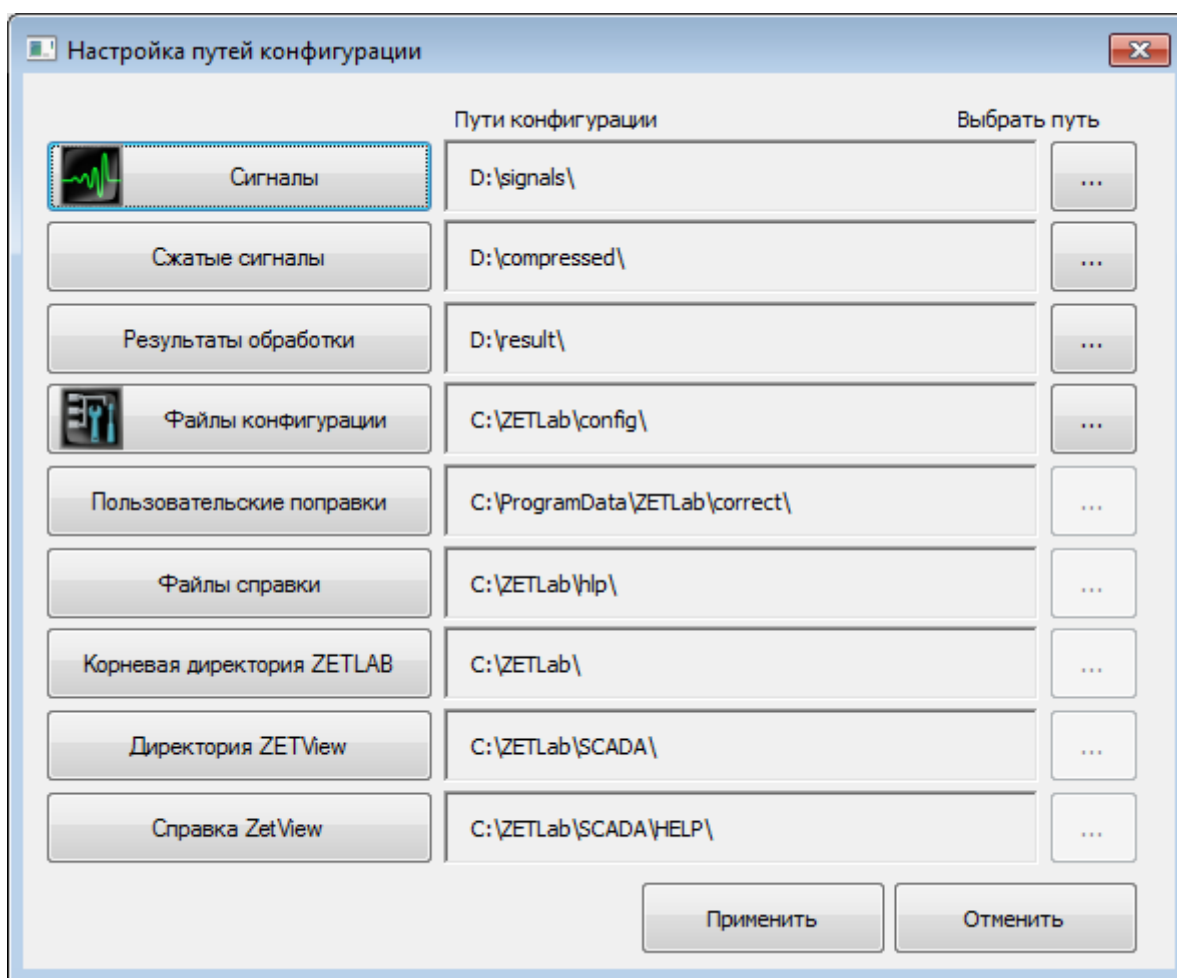 Настройка путей конфигурации
Пути конфигурации Выбрать путь
Сигналы D:\signals\ ...
Сжатые сигналы D:\compressed\ ...
Результаты обработки D:\result\ ...
Файлы конфигурации C:\ZETLab\config\ ...
Пользовательские поправки C:\ProgramData\ZETLab\correct\ ...
Файлы справки C:\ZETLab\hlp\ ...
Корневая директория ZETLAB C:\ZETLab\ ...
Директория ZETView C:\ZETLab\SCADA\ ...
Справка ZetView C:\ZETLab\SCADA\HELP\ ...
Применить Отменить